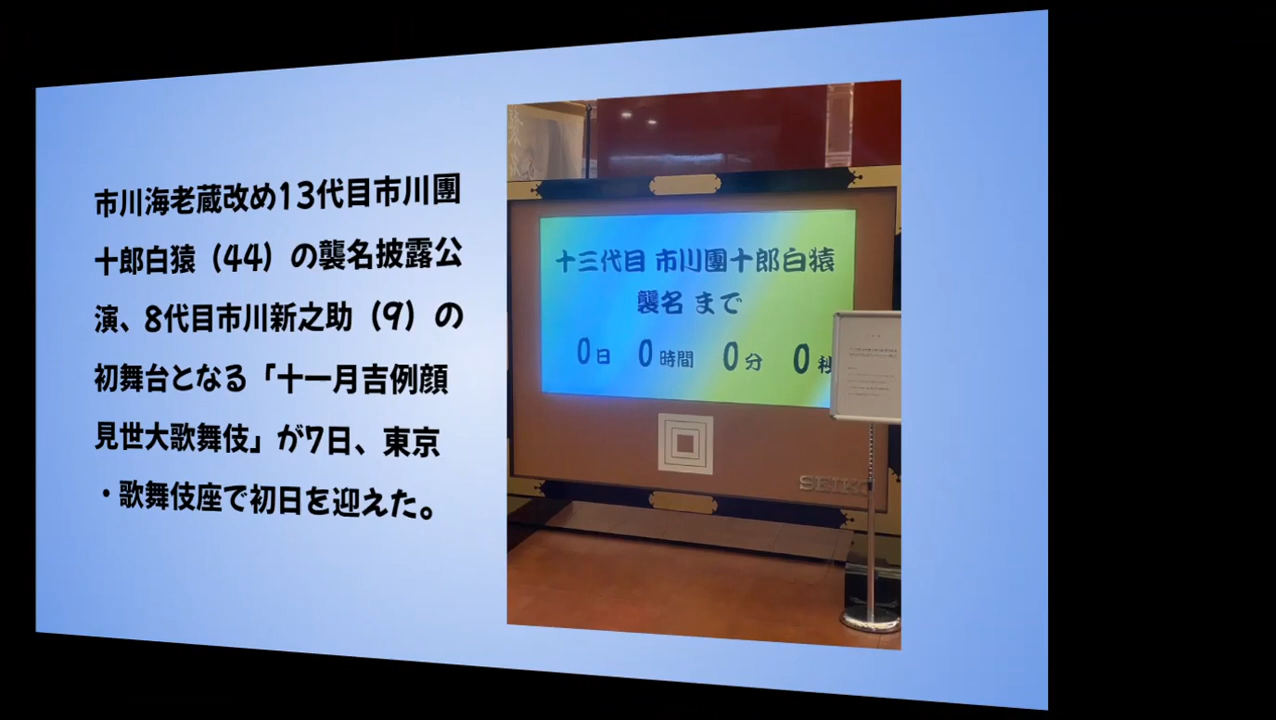 市川海老蔵改め13代目市川團
十郎白猿（44）の襲名披露公
演、8代目市川新之助（9）の
初舞台となる「十一月吉例顔
見世大歌舞伎」が7日、東京
・歌舞伎座で初日を迎えた。
十三代目 市川團十郎白猿
襲名 まで
0日 0時間 0分 0秒
SEIKO